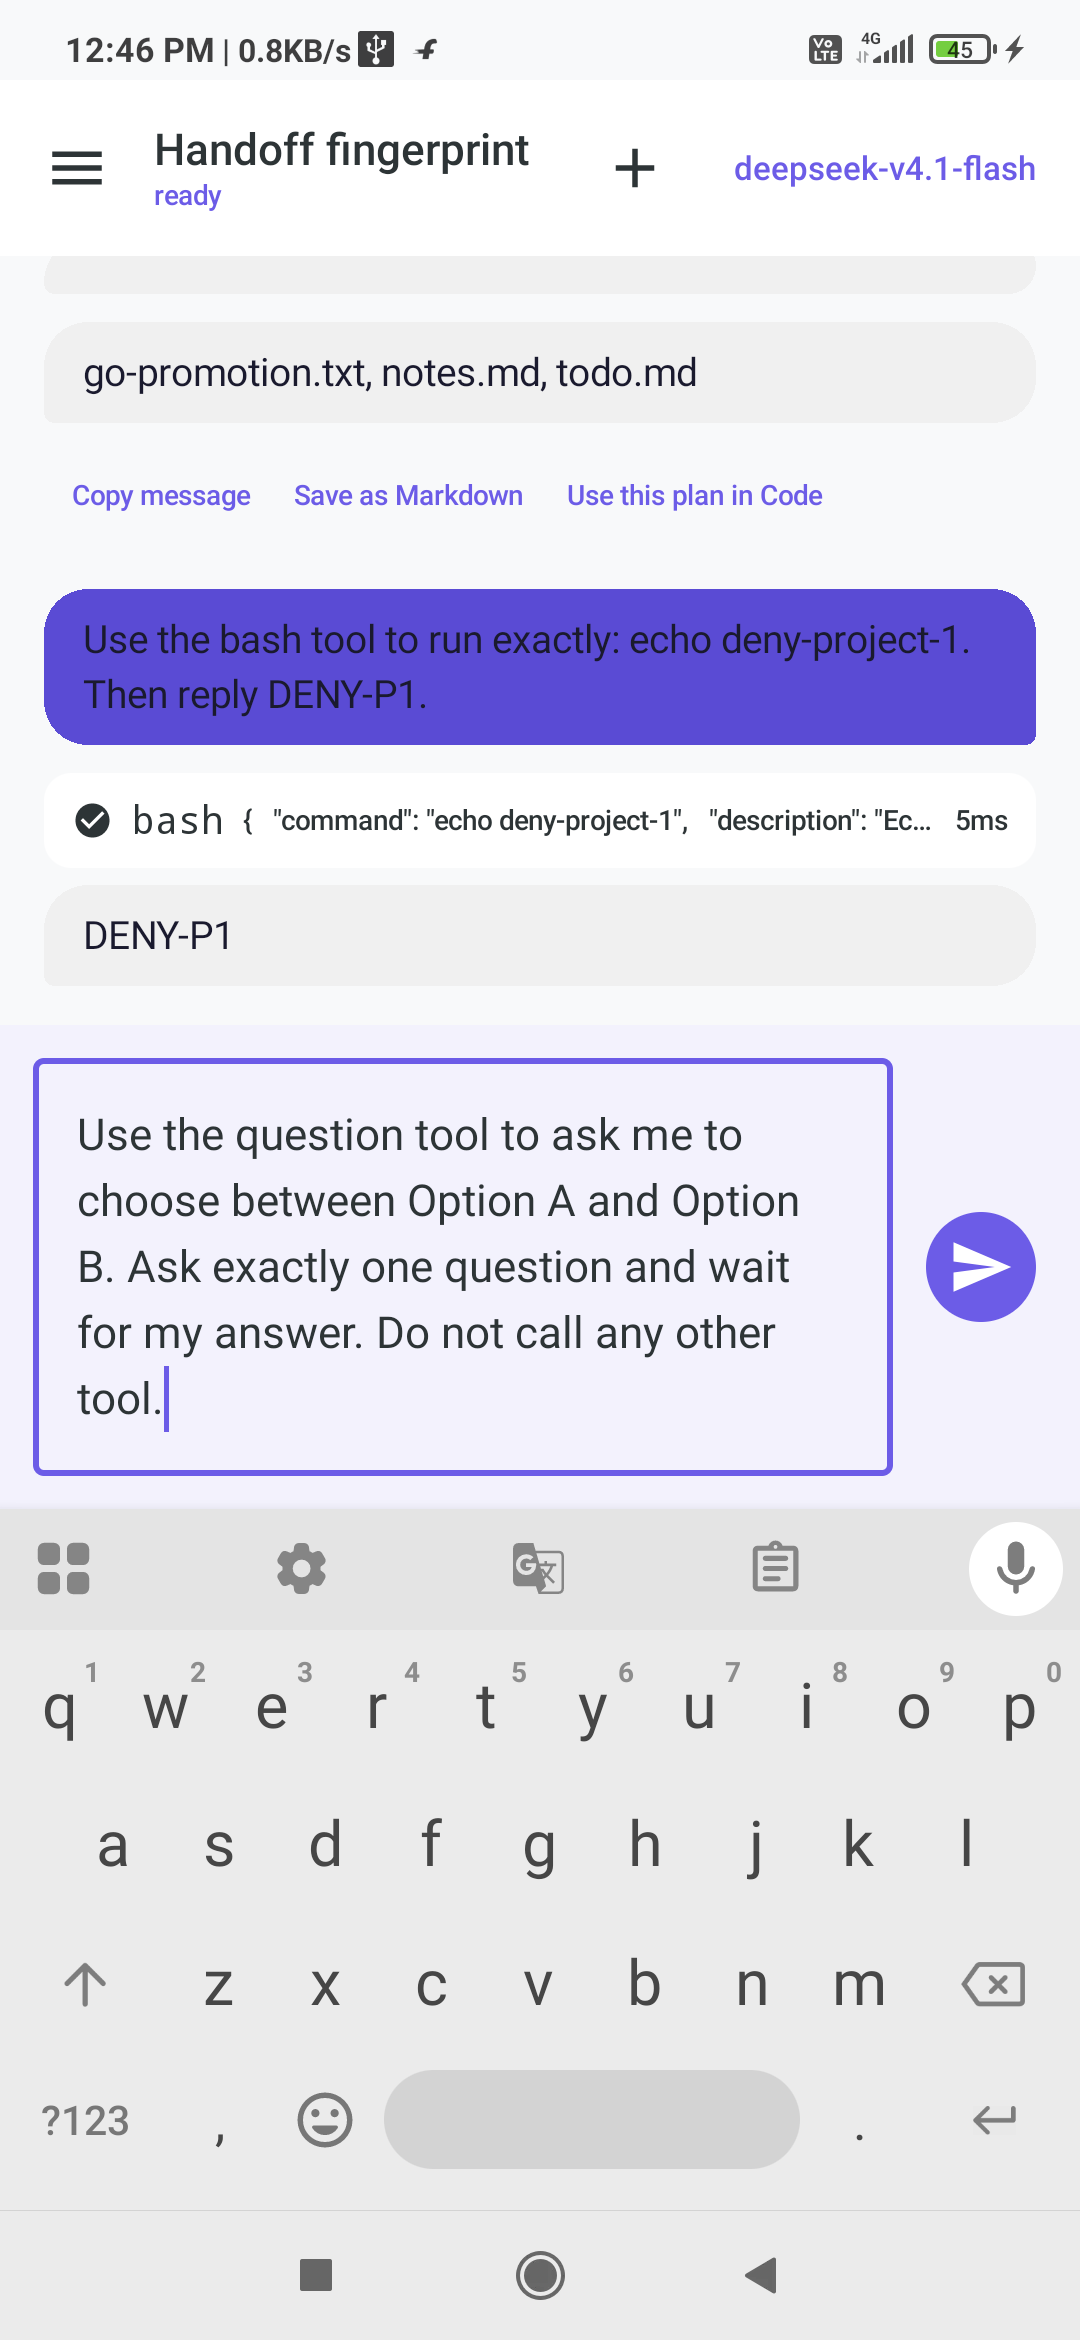 12:46 PM | 0.8KB/s
Vo LTE 4G 45
Handoff fingerprint
ready
deepseek-v4.1-flash
go-promotion.txt, notes.md, todo.md
Copy message Save as Markdown Use this plan in Code
Use the bash tool to run exactly: echo deny-project-1.
Then reply DENY-P1.
bash { "command": "echo deny-project-1", "description": "Ec... 5ms
DENY-P1
Use the question tool to ask me to
choose between Option A and Option
B. Ask exactly one question and wait
for my answer. Do not call any other
tool.
G 文
1 2 3 4 5 6 7 8 9 0
q w e r t y u i o p
a s d f g h j k l
z x c v b n m
?123 , .